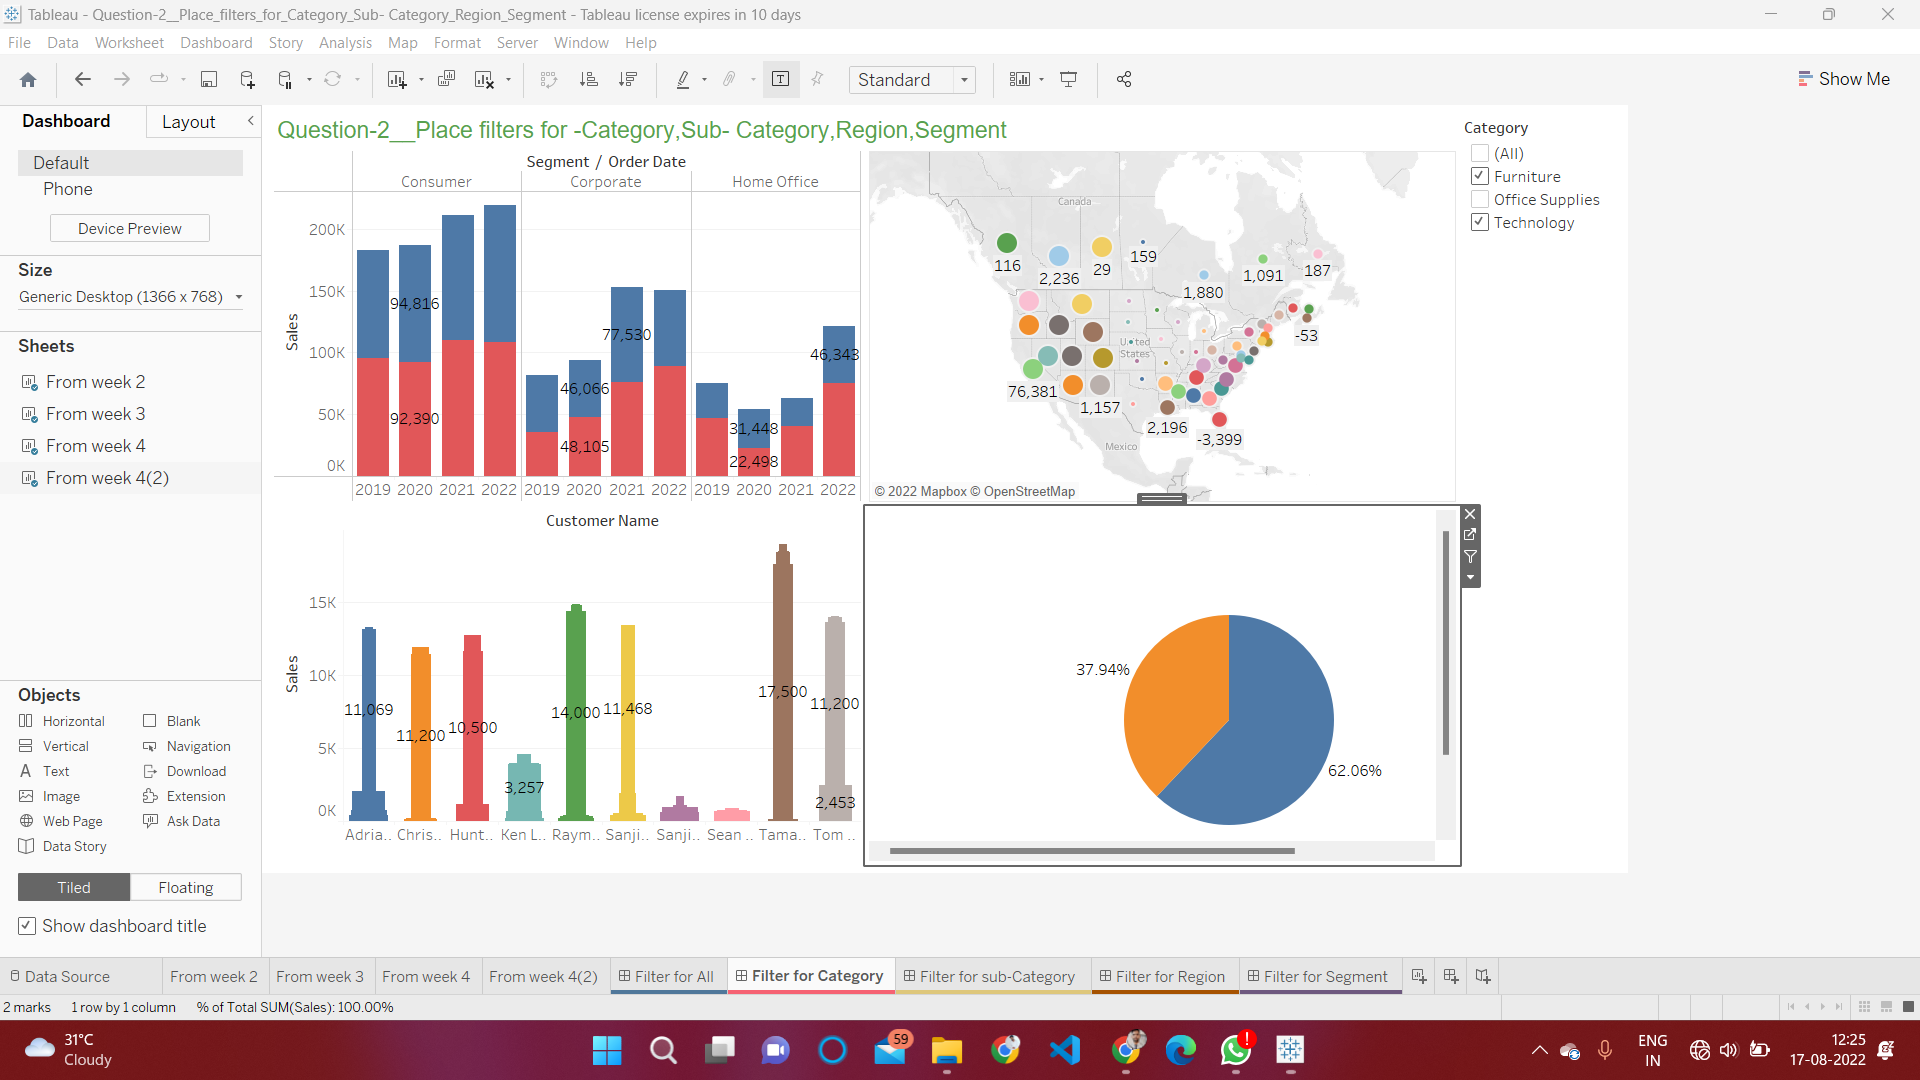 Tableau - Question-2__Place_filters_for_Category_Sub- Category_Region_Segment - Tableau license expires in 10 days
File Data Worksheet Dashboard Story Analysis Map Format Server Window Help
Standard
Show Me
Dashboard
Layout
Default
Phone
Device Preview
Size
Generic Desktop (1366 x 768)
Sheets
From week 2
From week 3
From week 4
From week 4(2)
Objects
Horizontal
Blank
Vertical
Navigation
Text
Download
Image
Extension
Web Page
Ask Data
Data Story
Tiled
Floating
Show dashboard title
Question-2__Place filters for -Category,Sub- Category,Region,Segment
Segment / Order Date
Consumer
Corporate
Home Office
200K
150K
100K
50K
0K
Sales
94,816
92,390
46,066
48,105
77,530
31,448
22,498
46,343
2019 2020 2021 2022 2019 2020 2021 2022 2019 2020 2021 2022
Canada
United States
Mexico
116
2,236
29
159
1,880
1,091
187
-53
76,381
1,157
2,196
-3,399
© 2022 Mapbox © OpenStreetMap
Category
(All)
Furniture
Office Supplies
Technology
Customer Name
15K
10K
5K
0K
Sales
11,069
11,200
10,500
3,257
14,000
11,468
17,500
11,200
2,453
Adria.. Chris.. Hunt.. Ken L.. Raym.. Sanji.. Sanji.. Sean .. Tama.. Tom ..
37.94%
62.06%
Data Source
From week 2
From week 3
From week 4
From week 4(2)
Filter for All
Filter for Category
Filter for sub-Category
Filter for Region
Filter for Segment
2 marks 1 row by 1 column % of Total SUM(Sales): 100.00%
31°C
Cloudy
59
ENG
IN
12:25
17-08-2022